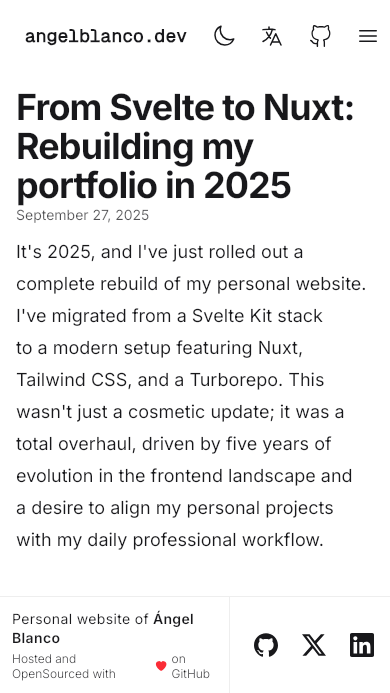 angelblanco.dev
From Svelte to Nuxt:
Rebuilding my
portfolio in 2025
September 27, 2025
It's 2025, and I've just rolled out a
complete rebuild of my personal website.
I've migrated from a Svelte Kit stack
to a modern setup featuring Nuxt,
Tailwind CSS, and a Turborepo. This
wasn't just a cosmetic update; it was a
total overhaul, driven by five years of
evolution in the frontend landscape and
a desire to align my personal projects
with my daily professional workflow.
Personal website of Ángel
Blanco
Hosted and
OpenSourced with
on
GitHub